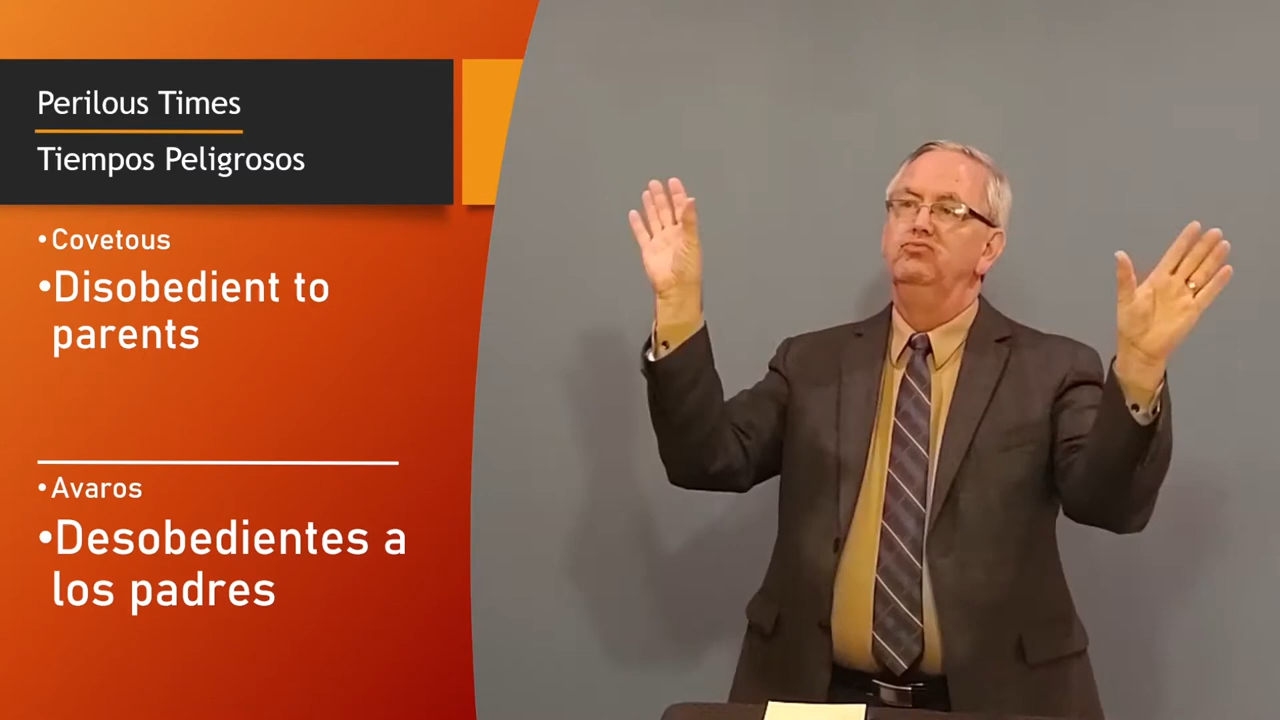 Perilous Times
Tiempos Peligrosos
•Covetous
•Disobedient to
parents
•Avaros
•Desobedientes a
los padres